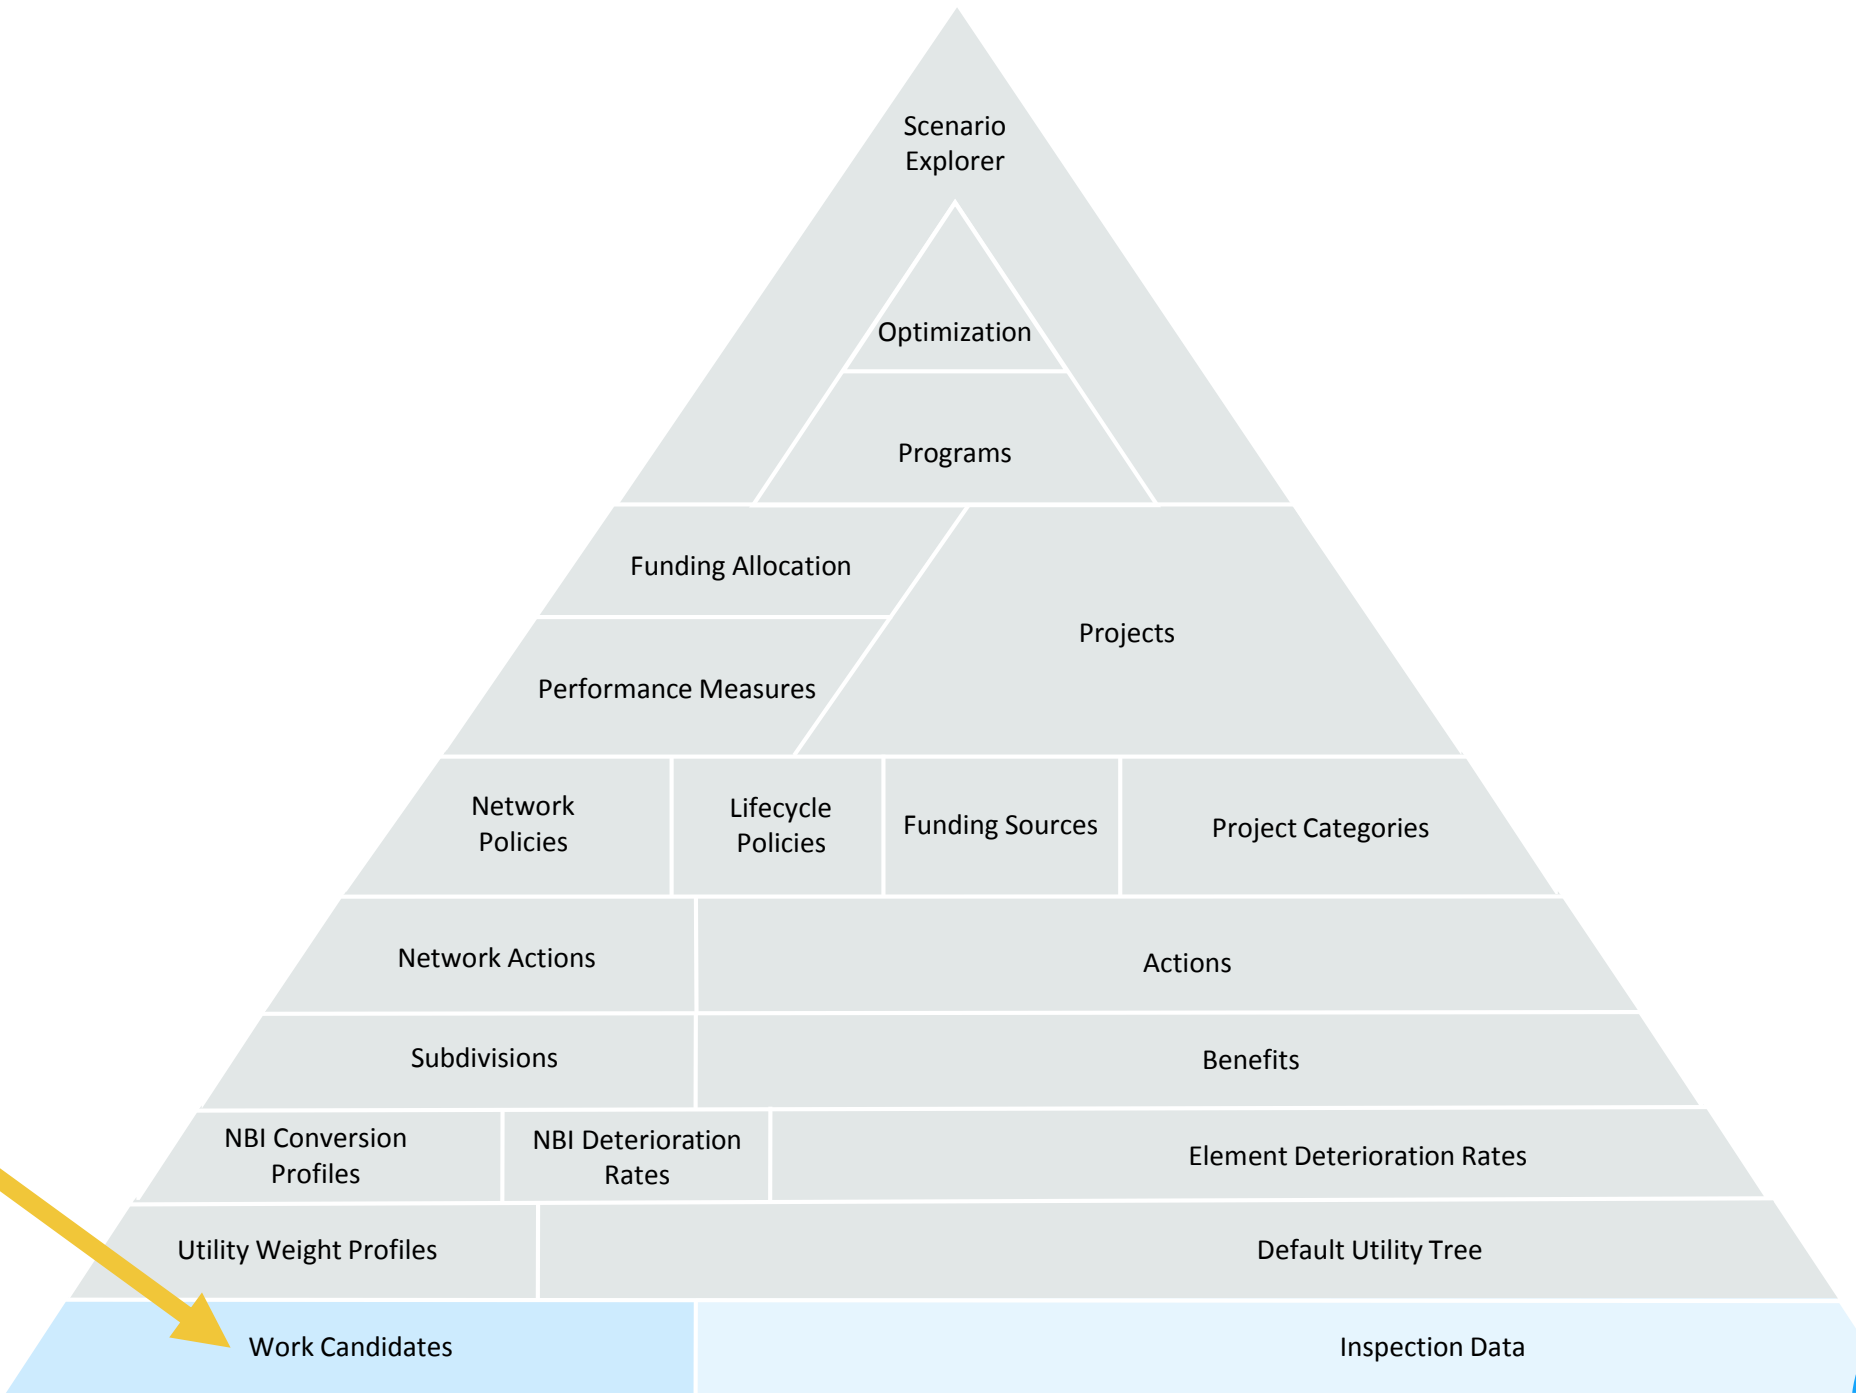 Scenario
Explorer
Optimization
Programs
Funding Allocation
Projects
Performance Measures
Network
Policies
Lifecycle
Policies
Funding Sources
Project Categories
Network Actions
Actions
Subdivisions
Benefits
NBI Conversion
Profiles
NBI Deterioration
Rates
Element Deterioration Rates
Utility Weight Profiles
Default Utility Tree
Work Candidates
Inspection Data